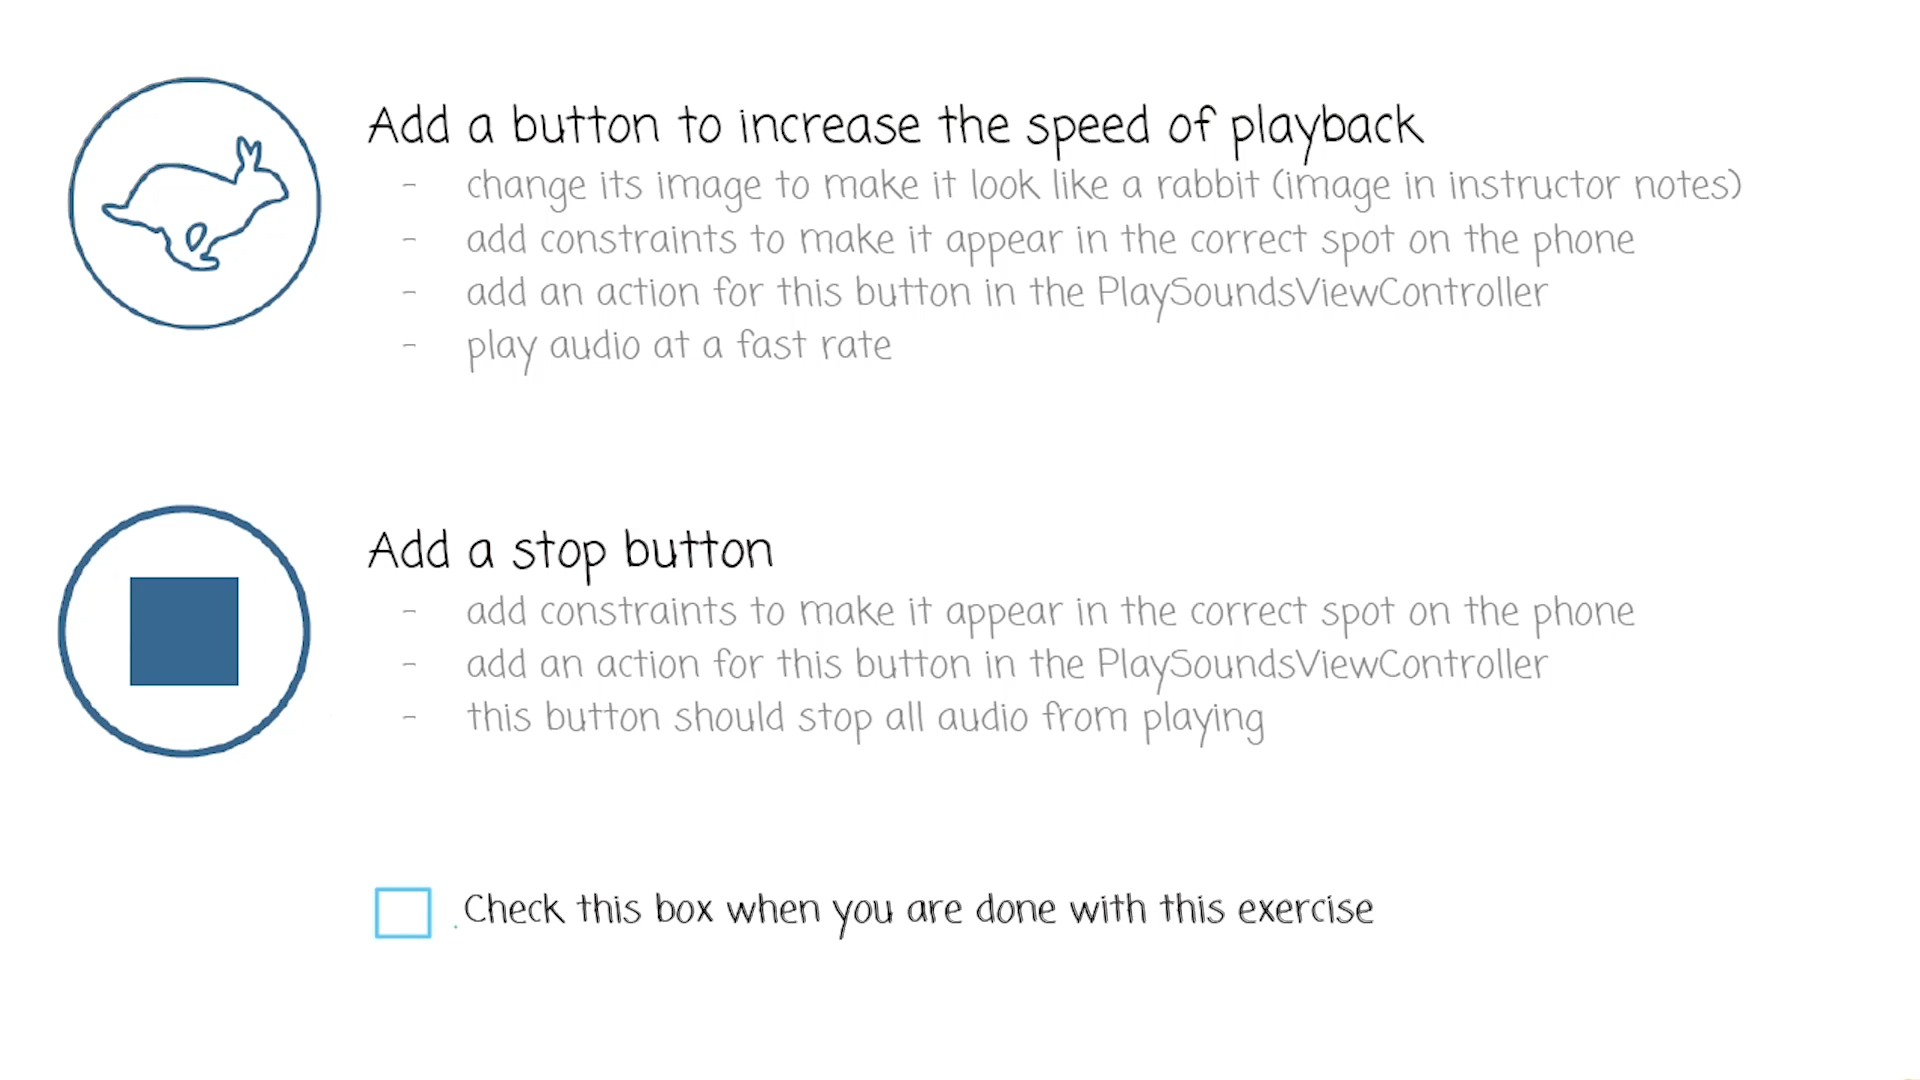 Add a button to increase the speed of playback
- change its image to make it look like a rabbit (image in instructor notes)
- add constraints to make it appear in the correct spot on the phone
- add an action for this button in the PlaySoundsViewController
- play audio at a fast rate
Add a stop button
- add constraints to make it appear in the correct spot on the phone
- add an action for this button in the PlaySoundsViewController
- this button should stop all audio from playing
Check this box when you are done with this exercise